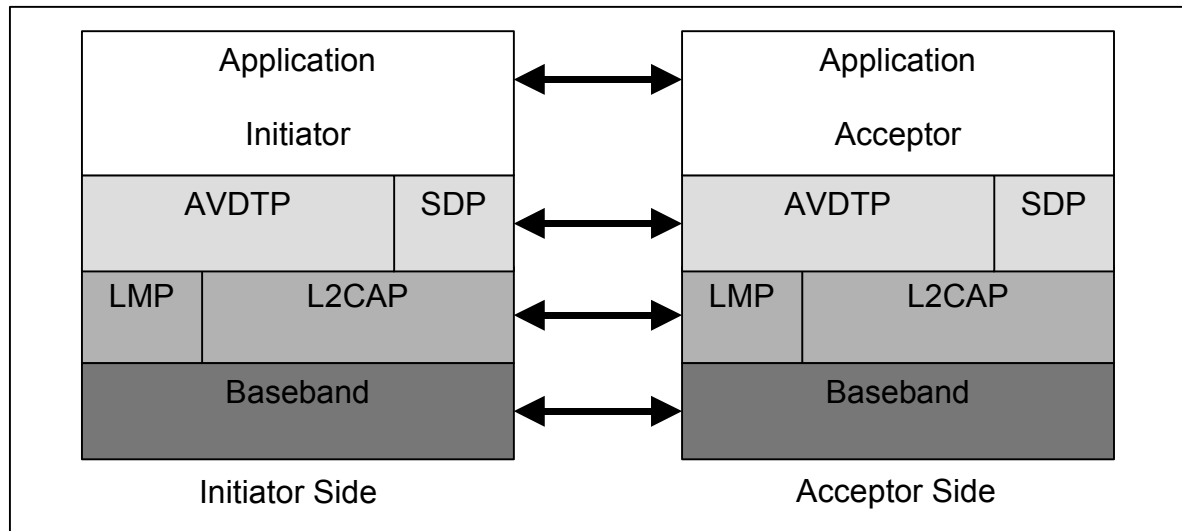 Application
Initiator
AVDTP
SDP
LMP
L2CAP
Baseband
Initiator Side
Application
Acceptor
AVDTP
SDP
LMP
L2CAP
Baseband
Acceptor Side